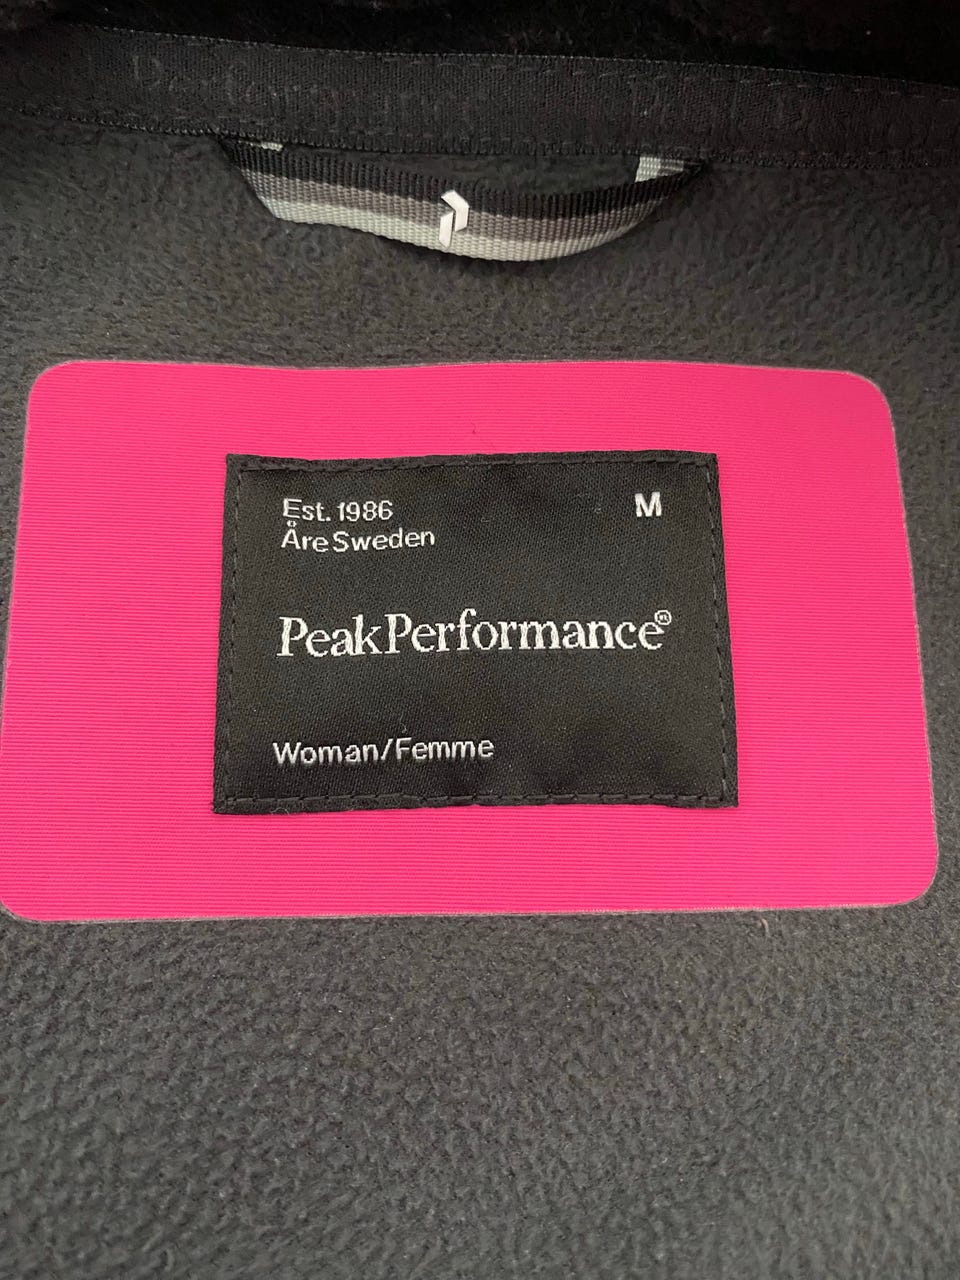 Est. 1986
Åre Sweden
M
PeakPerformance®
Woman/Femme